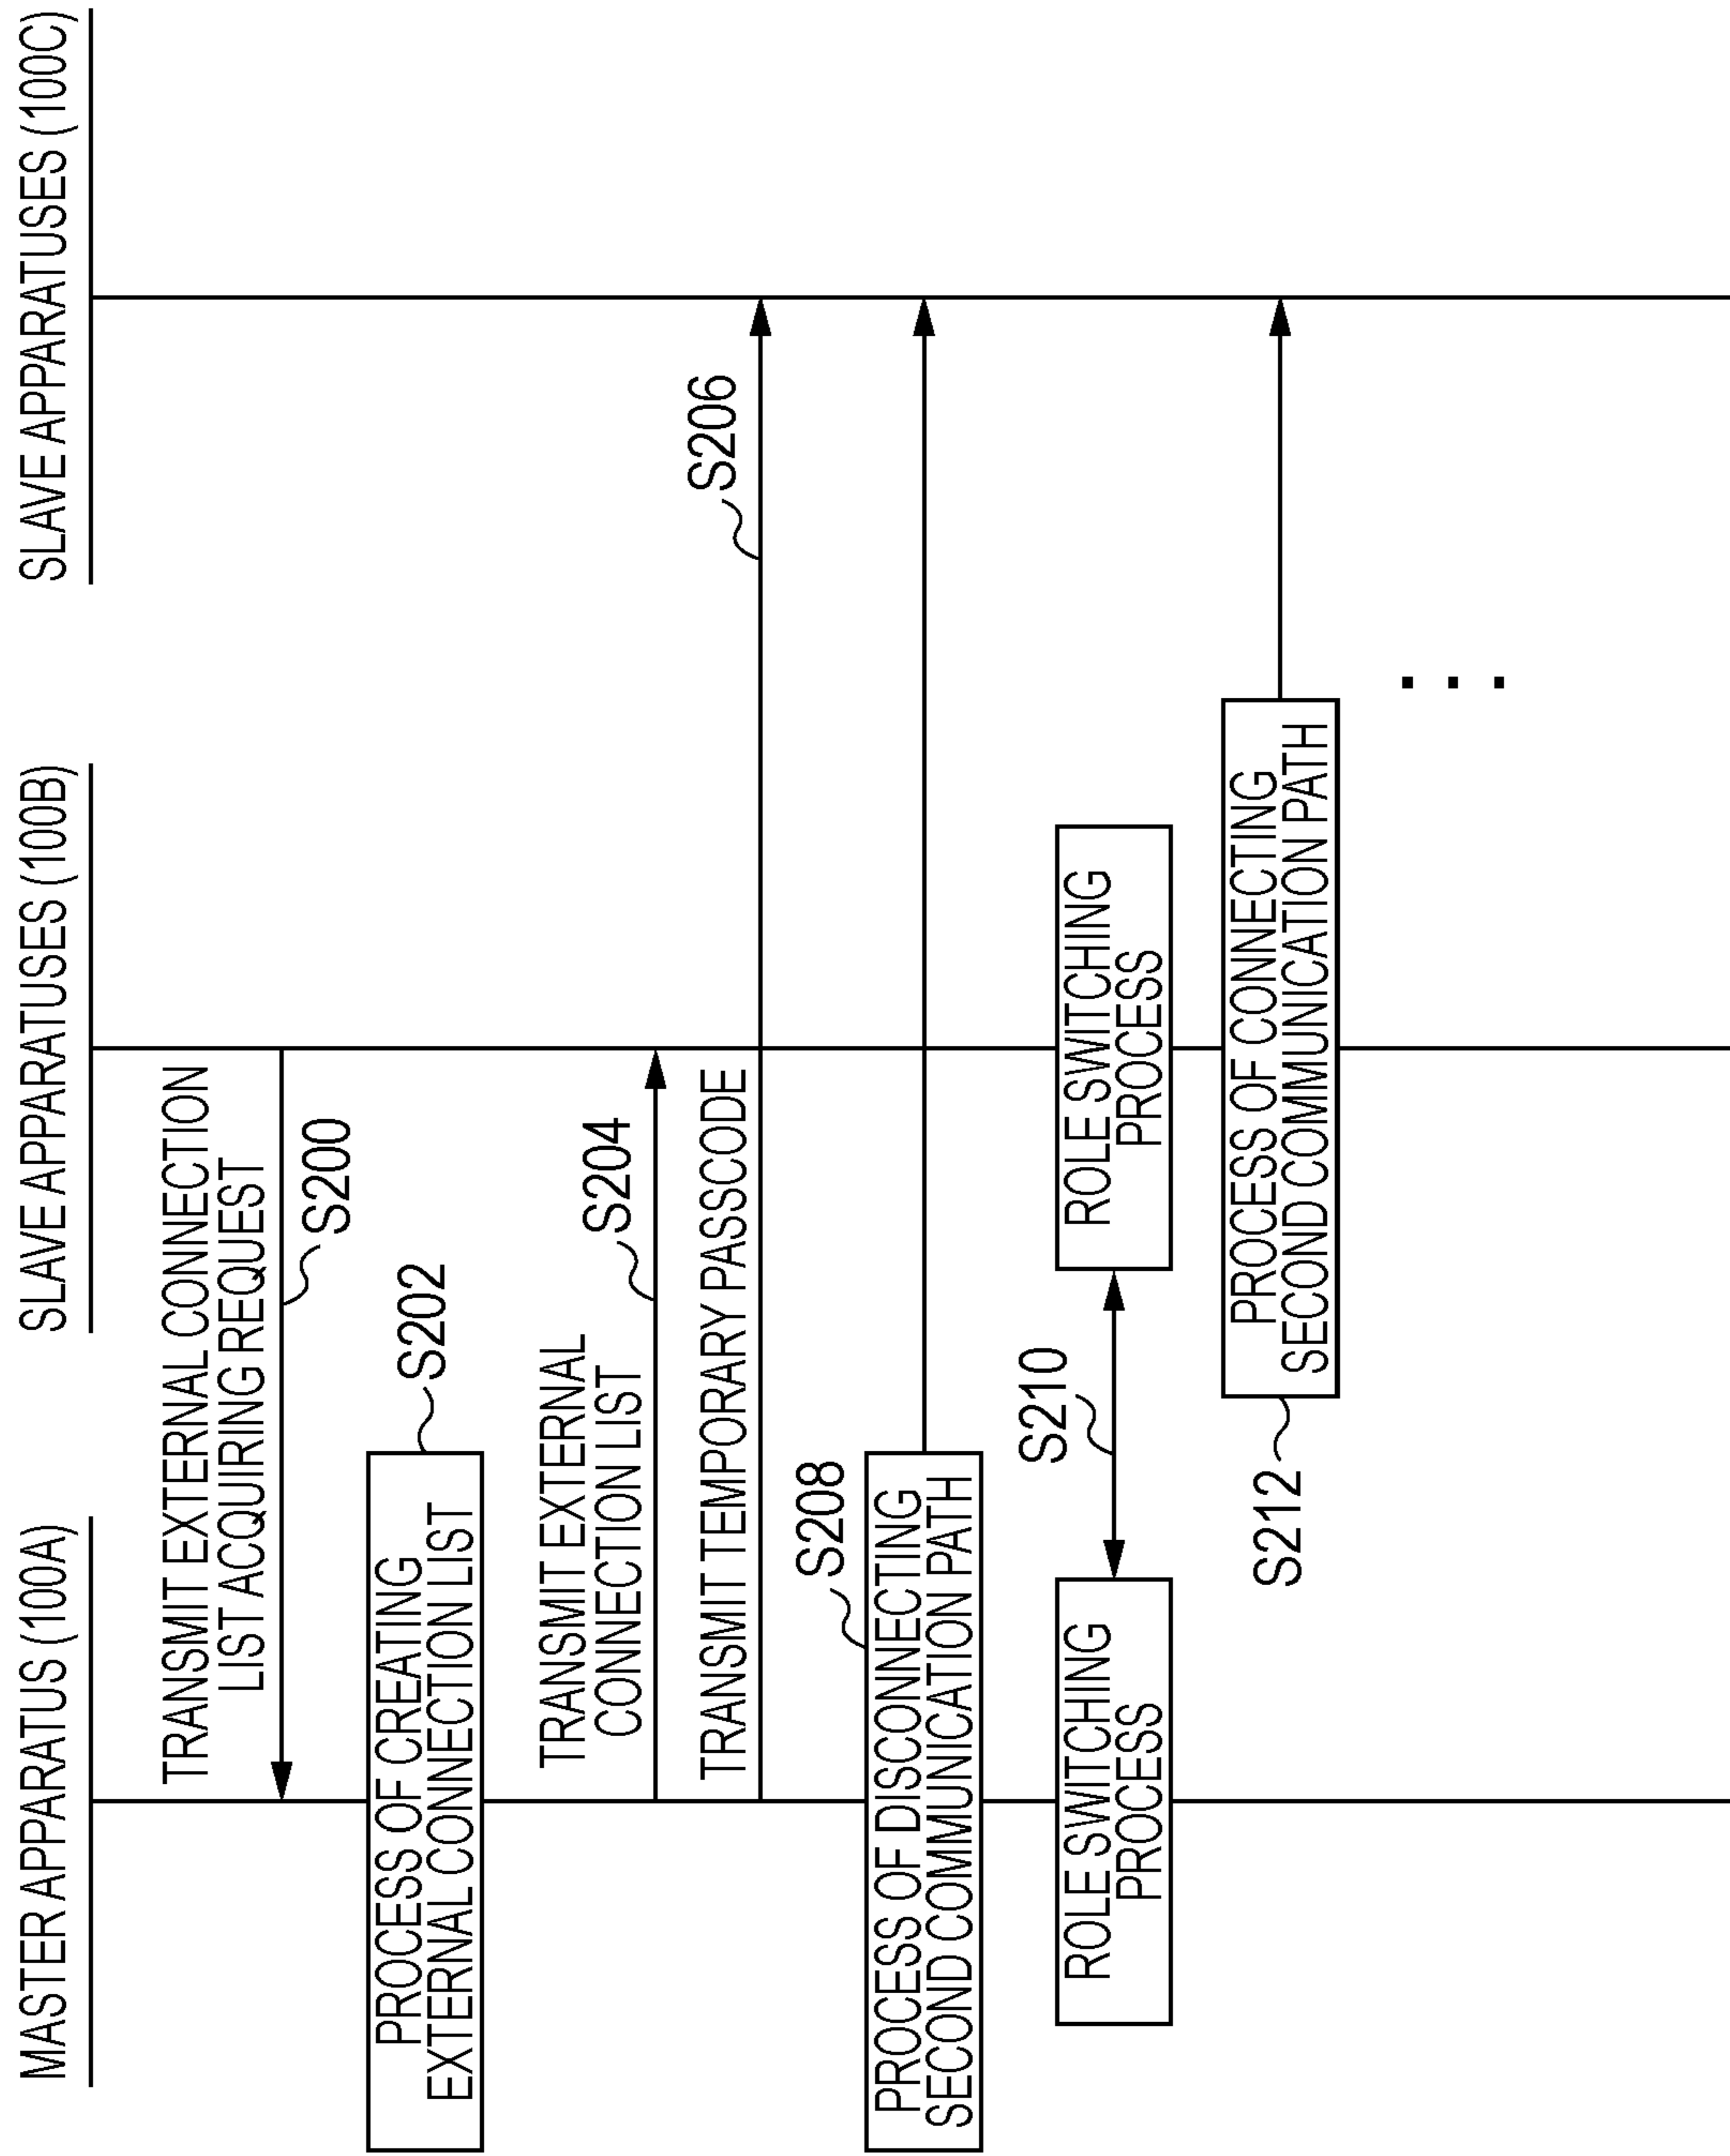 MASTER APPARATUS (100A)
SLAVE APPARATUSES (100B)
SLAVE APPARATUSES (100C)
TRANSMIT EXTERNAL CONNECTION
LIST ACQUIRING REQUEST
S200
S202
PROCESS OF CREATING
EXTERNAL CONNECTION LIST
TRANSMIT EXTERNAL
CONNECTION LIST
S204
TRANSMIT TEMPORARY PASSCODE
S206
S208
PROCESS OF DISCONNECTING
SECOND COMMUNICATION PATH
S210
ROLE SWITCHING
PROCESS
ROLE SWITCHING
PROCESS
S212
PROCESS OF CONNECTING
SECOND COMMUNICATION PATH
. . .